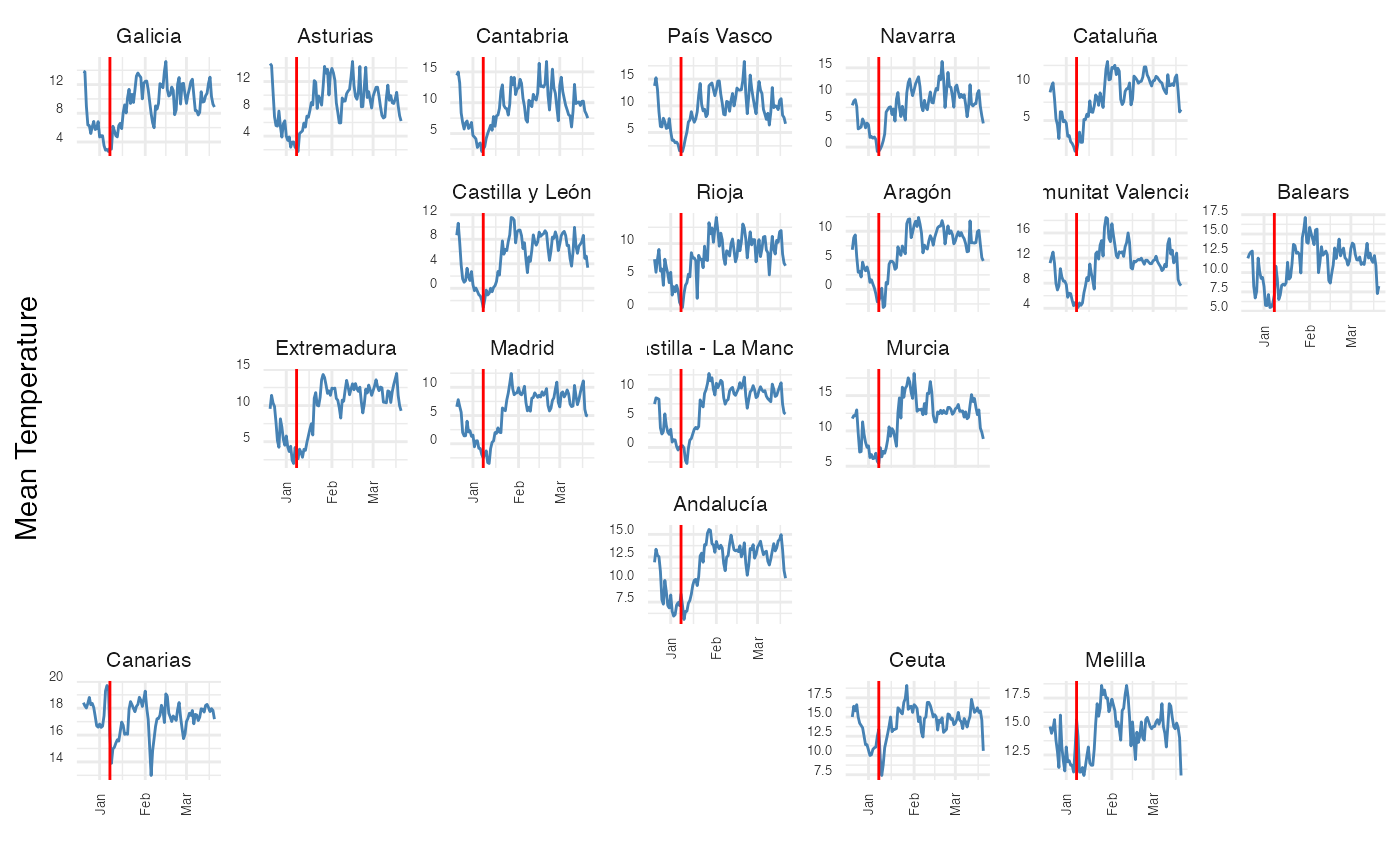 Galicia Asturias Cantabria País Vasco Navarra Cataluña
12 8 4
12 8 4
15 10 5
15 10 5
15 10 5 0
10 5
Castilla y León Rioja Aragón munitat Valencia Balears
12 8 4 0
10 5 0
10 5 0
16 12 8 4
17.5 15.0 12.5 10.0 7.5 5.0
Jan Feb Mar
Extremadura Madrid astilla - La Manc Murcia
15 10 5
10 5 0
10 5 0
15 10 5
Jan Feb Mar
Jan Feb Mar
Mean Temperature
Andalucía
15.0 12.5 10.0 7.5
Jan Feb Mar
Canarias Ceuta Melilla
20 18 16 14
17.5 15.0 12.5 10.0 7.5
17.5 15.0 12.5
Jan Feb Mar
Jan Feb Mar
Jan Feb Mar